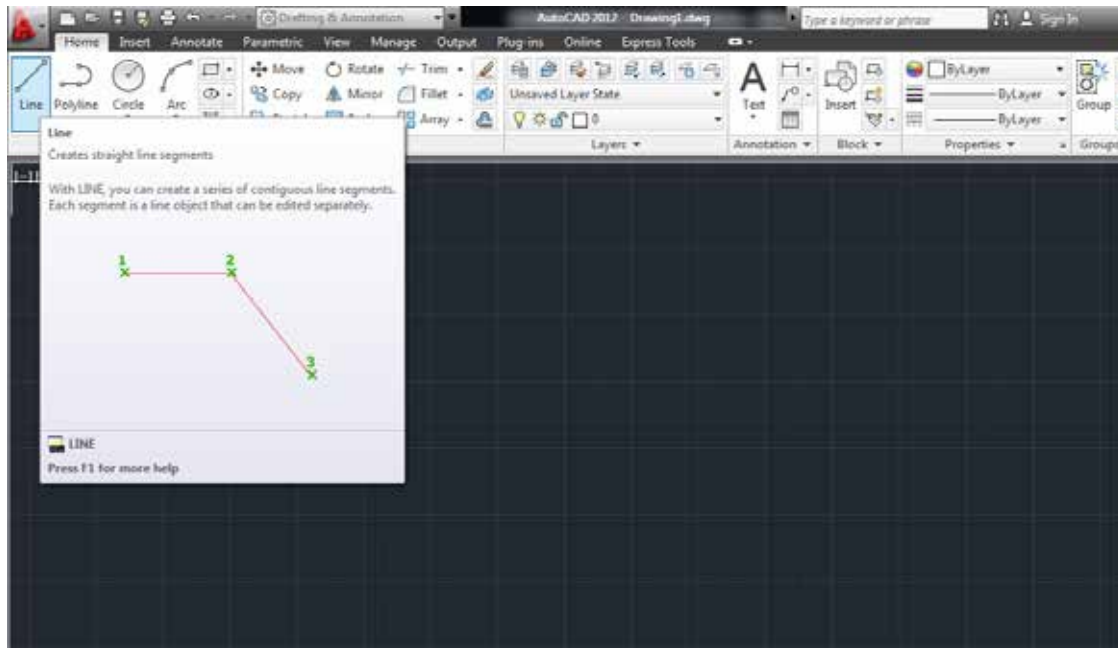 Drafting & Annotation
AutoCAD 2012 Drawing1.dwg
Type a keyword or phrase
Sign In
Home Insert Annotate Parametric View Manage Output Plug-ins Online Express Tools
Line Polyline Circle Arc
Move Rotate Trim
Copy Mirror Fillet
Array
Unsaved Layer State
0
Layers
Text
Annotation
Insert
Block
ByLayer
ByLayer
ByLayer
Properties
Group
Groups
Line
Creates straight line segments
With LINE, you can create a series of contiguous line segments.
Each segment is a line object that can be edited separately.
1 2
3
LINE
Press F1 for more help